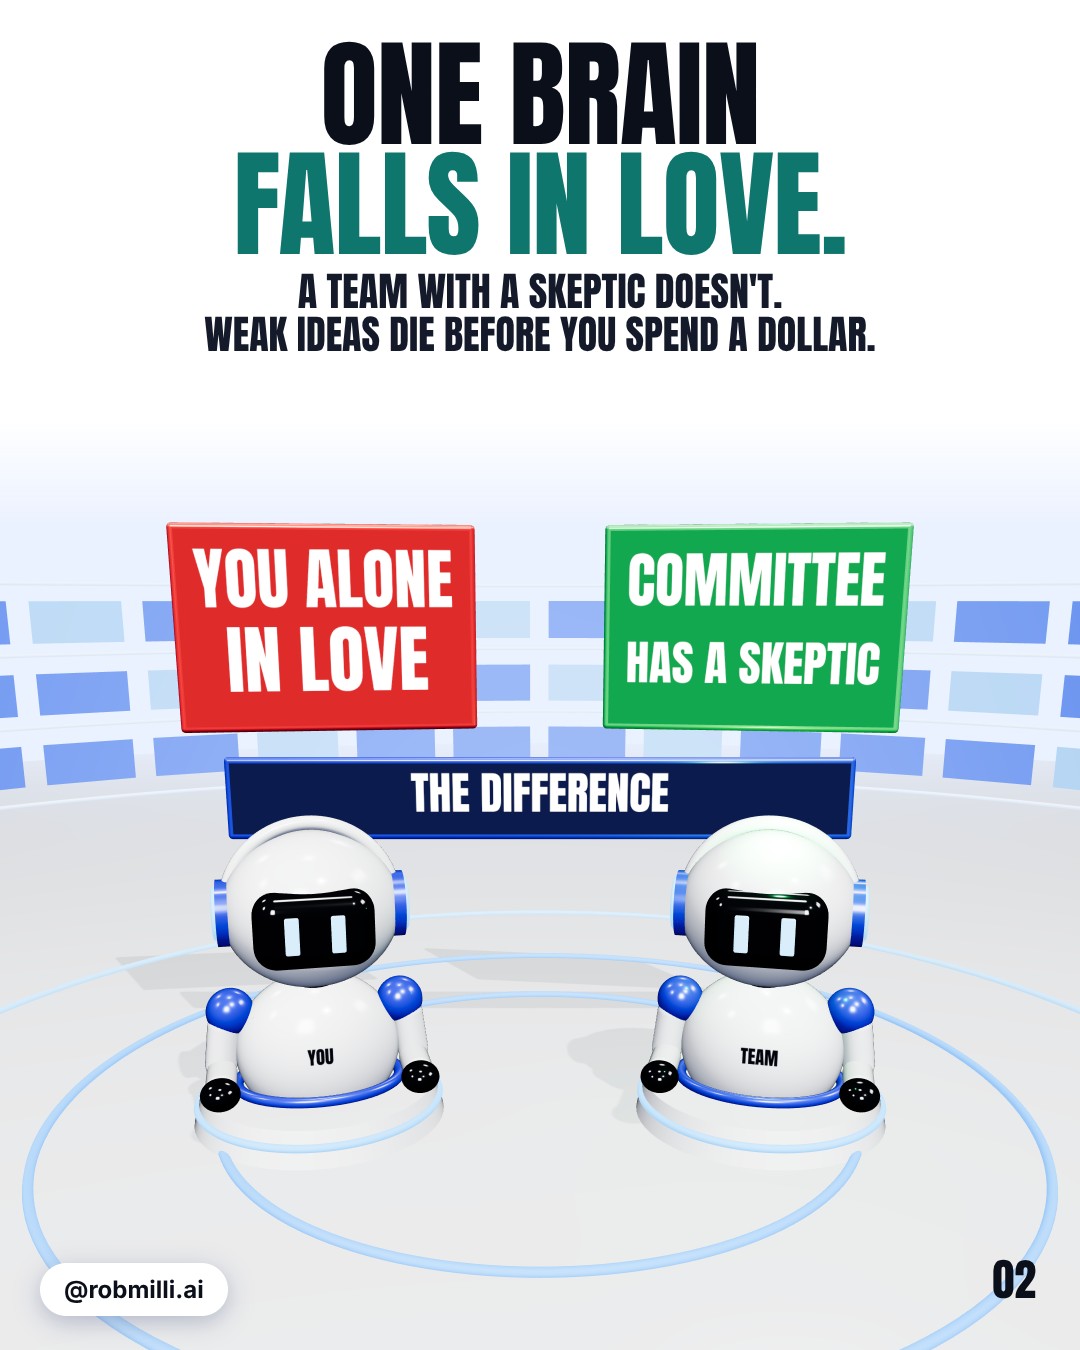 ONE BRAIN
FALLS IN LOVE.
A TEAM WITH A SKEPTIC DOESN'T.
WEAK IDEAS DIE BEFORE YOU SPEND A DOLLAR.
YOU ALONE
IN LOVE
COMMITTEE
HAS A SKEPTIC
THE DIFFERENCE
YOU
TEAM
@robmilli.ai
02